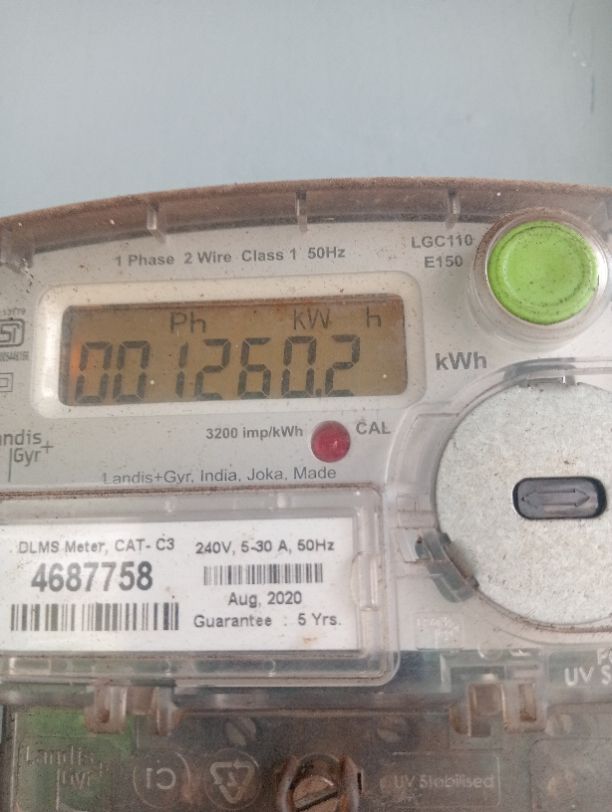 1 Phase 2 Wire Class 1 50Hz
LGC110
E150
Ph KW h
001260.2
kWh
3200 imp/kWh
CAL
Landis+Gyr, India, Joka, Made
DLMS Meter, CAT- C3
4687758
240V, 5-30 A, 50Hz
Aug, 2020
Guarantee : 5 Yrs.
Landis
Gyr+
UV Stabilised